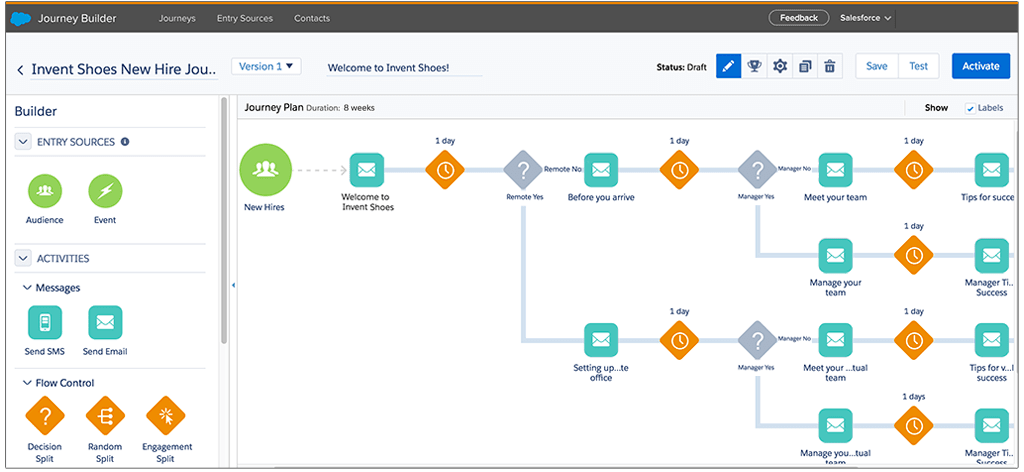 Journey Builder
Journeys
Entry Sources
Contacts
Feedback
Salesforce
Invent Shoes New Hire Jou..
Version 1
Welcome to Invent Shoes!
Status: Draft
Save
Test
Activate
Builder
ENTRY SOURCES
Audience
Event
ACTIVITIES
Messages
Send SMS
Send Email
Flow Control
?
Decision
Split
Random
Split
Engagement
Split
Journey Plan Duration: 8 weeks
Show
Labels
New Hires
Welcome to
Invent Shoes
1 day
?
Remote No
Remote Yes
Before you arrive
1 day
?
Manager No
Manager Yes
Meet your team
1 day
Tips for succe
Manage your
team
1 day
Manager Ti..
Success
Setting up...te
office
1 day
?
Manager No
Manager Yes
Meet your ...tual
team
1 day
Tips for v...l
success
Manage you...tual
team
1 days
Manager Ti..
Success